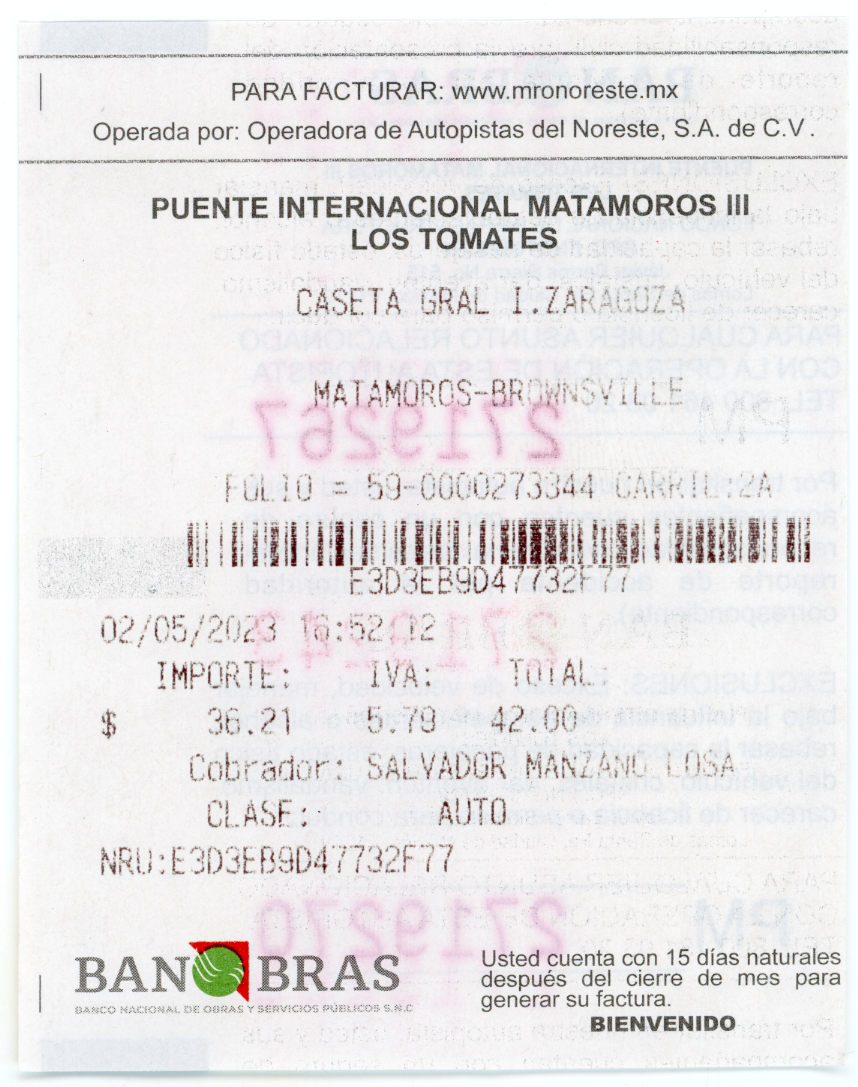 PARA FACTURAR: www.mronoreste.mx
Operada por: Operadora de Autopistas del Noreste, S.A. de C.V.
PUENTE INTERNACIONAL MATAMOROS III
LOS TOMATES
CASETA GRAL I.ZARAGOZA
MATAMOROS-BROWNSVILLE
FOLIO = 59-0000273344 CARRIL:2A
E3D3EB9D47732F77
02/05/2023 16:52:12
IMPORTE: IVA: TOTAL
$ 36.21 5.79 42.00
Cobrador: SALVADOR MANZANO LOSA
CLASE: AUTO
NRU:E3D3EB9D47732F77
BANOBRAS
BANCO NACIONAL DE OBRAS Y SERVICIOS PÚBLICOS S.N.C
Usted cuenta con 15 días naturales
después del cierre de mes para
generar su factura.
BIENVENIDO